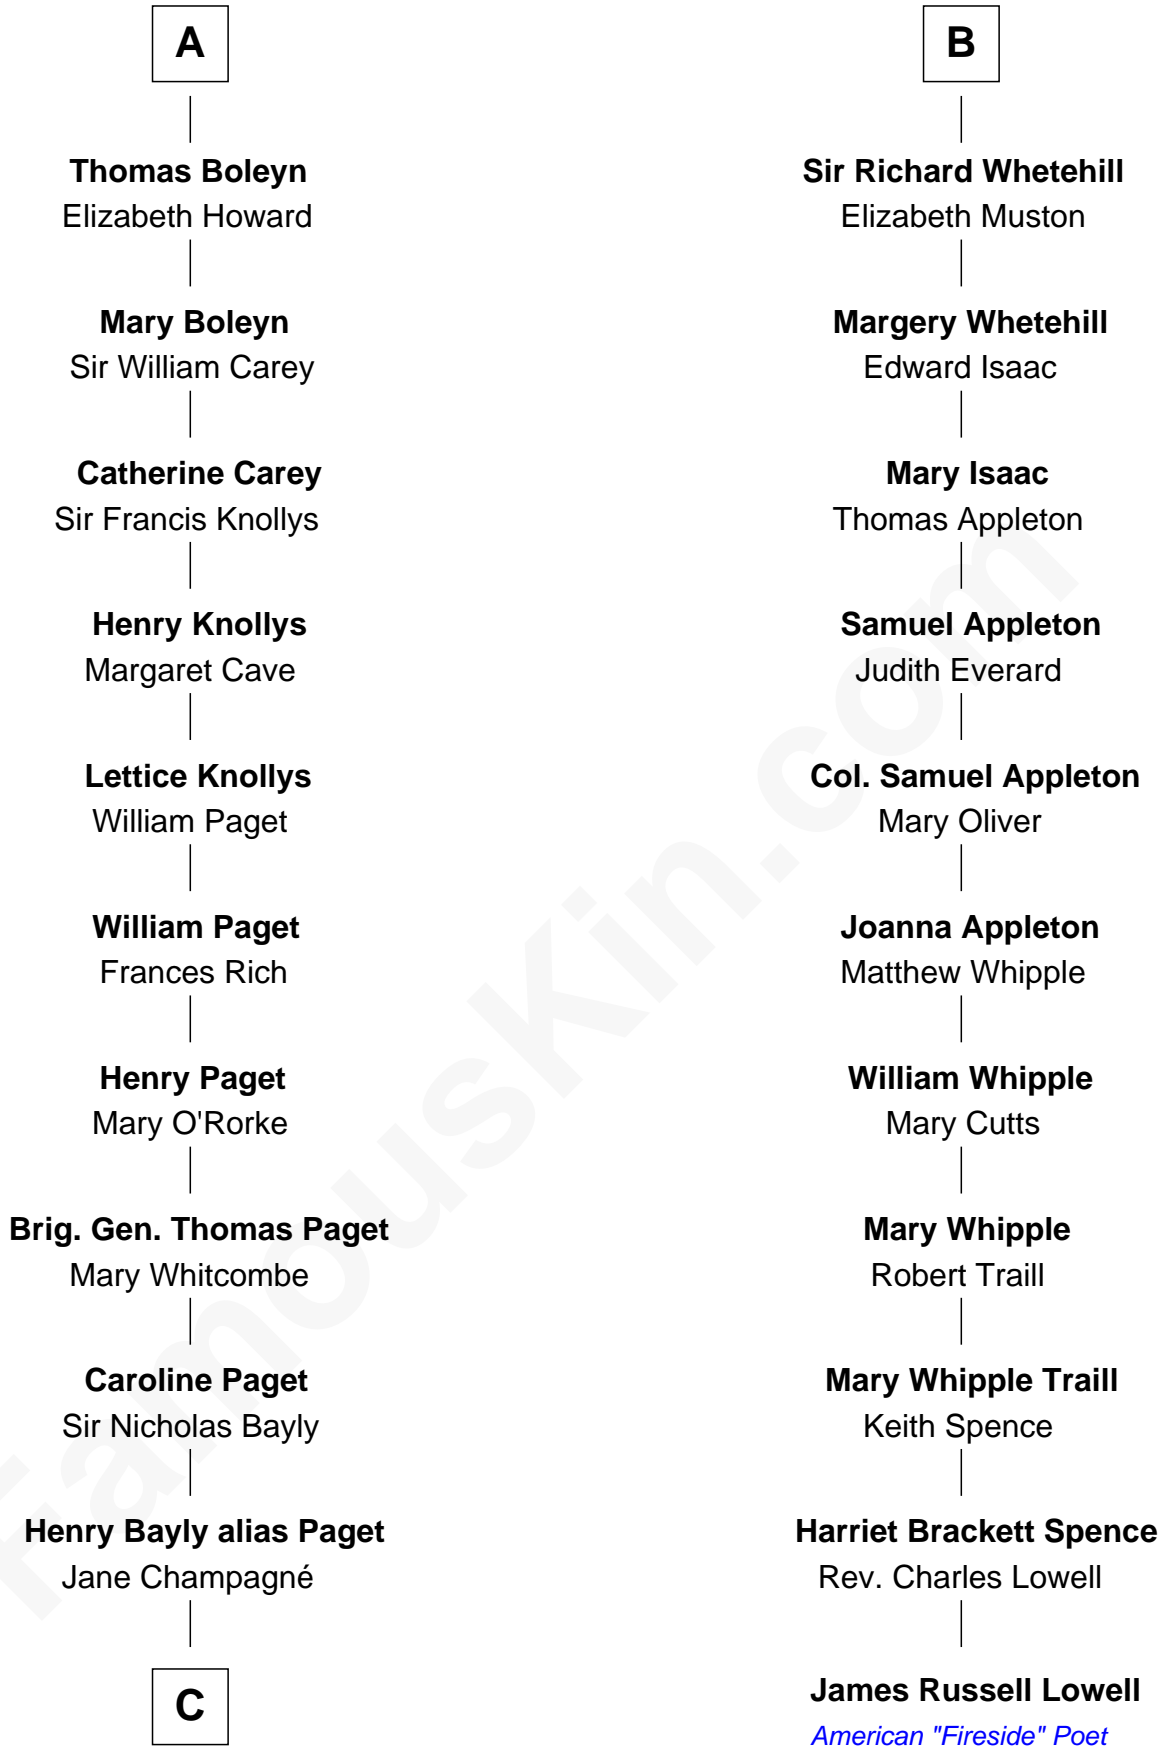 A
Thomas Boleyn
Elizabeth Howard
Mary Boleyn
Sir William Carey
Catherine Carey
Sir Francis Knollys
Henry Knollys
Margaret Cave
Lettice Knollys
William Paget
William Paget
Frances Rich
Henry Paget
Mary O'Rorke
Brig. Gen. Thomas Paget
Mary Whitcombe
Caroline Paget
Sir Nicholas Bayly
Henry Bayly alias Paget
Jane Champagné
C
B
Sir Richard Whetehill
Elizabeth Muston
Margery Whetehill
Edward Isaac
Mary Isaac
Thomas Appleton
Samuel Appleton
Judith Everard
Col. Samuel Appleton
Mary Oliver
Joanna Appleton
Matthew Whipple
William Whipple
Mary Cutts
Mary Whipple
Robert Traill
Mary Whipple Traill
Keith Spence
Harriet Brackett Spence
Rev. Charles Lowell
James Russell Lowell
American "Fireside" Poet
FamousKin.com